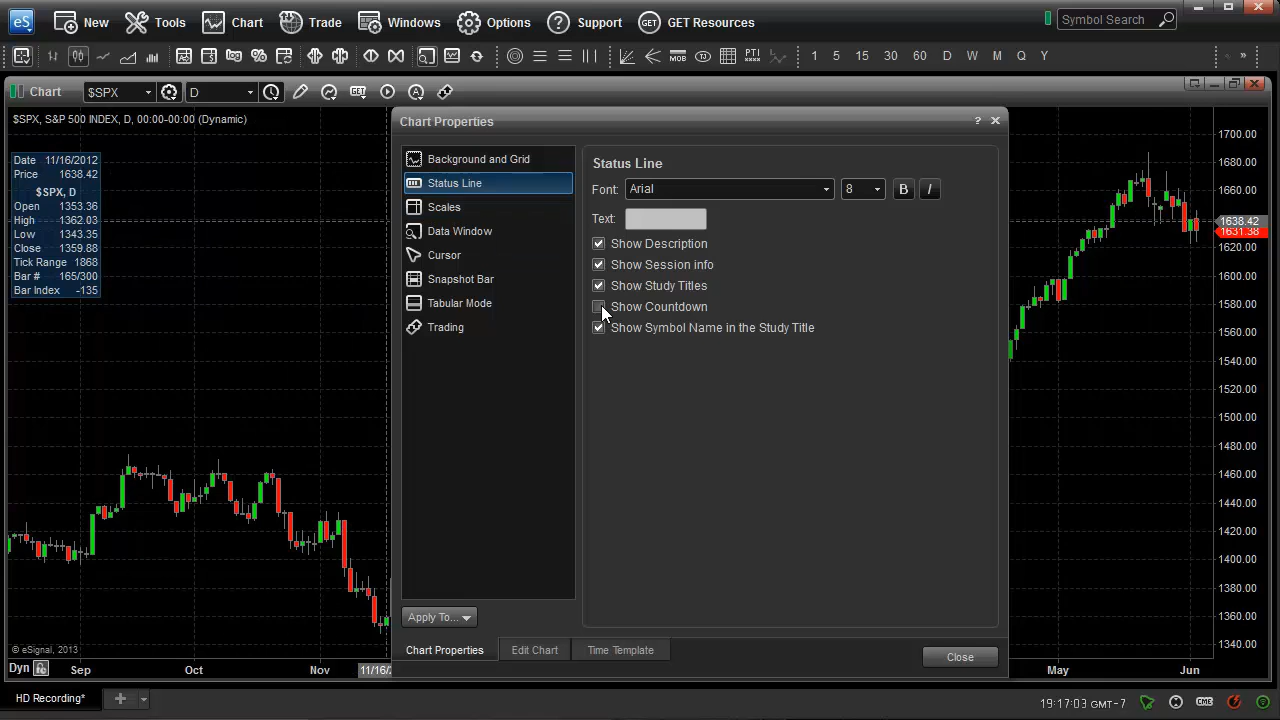 eS New Tools Chart Trade Windows Options Support GET GET Resources Symbol Search
MOB PTI 1 5 15 30 60 D W M Q Y »
Chart $SPX D GET A
$SPX, S&P 500 INDEX, D, 00:00-00:00 (Dynamic)
Date 11/16/2012
Price 1638.42
$SPX, D
Open 1353.36
High 1362.03
Low 1343.35
Close 1359.88
Tick Range 1868
Bar # 165/300
Bar Index -135
Chart Properties ?
Background and Grid
Status Line
Scales
Data Window
Cursor
Snapshot Bar
Tabular Mode
Trading
Apply To...
Status Line
Font: Arial 8 B I
Text:
Show Description
Show Session info
Show Study Titles
Show Countdown
Show Symbol Name in the Study Title
Chart Properties Edit Chart Time Template Close
1700.00
1680.00
1660.00
1638.42
1631.38
1620.00
1600.00
1580.00
1560.00
1540.00
1520.00
1500.00
1480.00
1460.00
1440.00
1420.00
1400.00
1380.00
1360.00
1340.00
© eSignal, 2013
Dyn Sep Oct Nov 11/16/2 May Jun
HD Recording* 19:17:03 GMT-7 CME